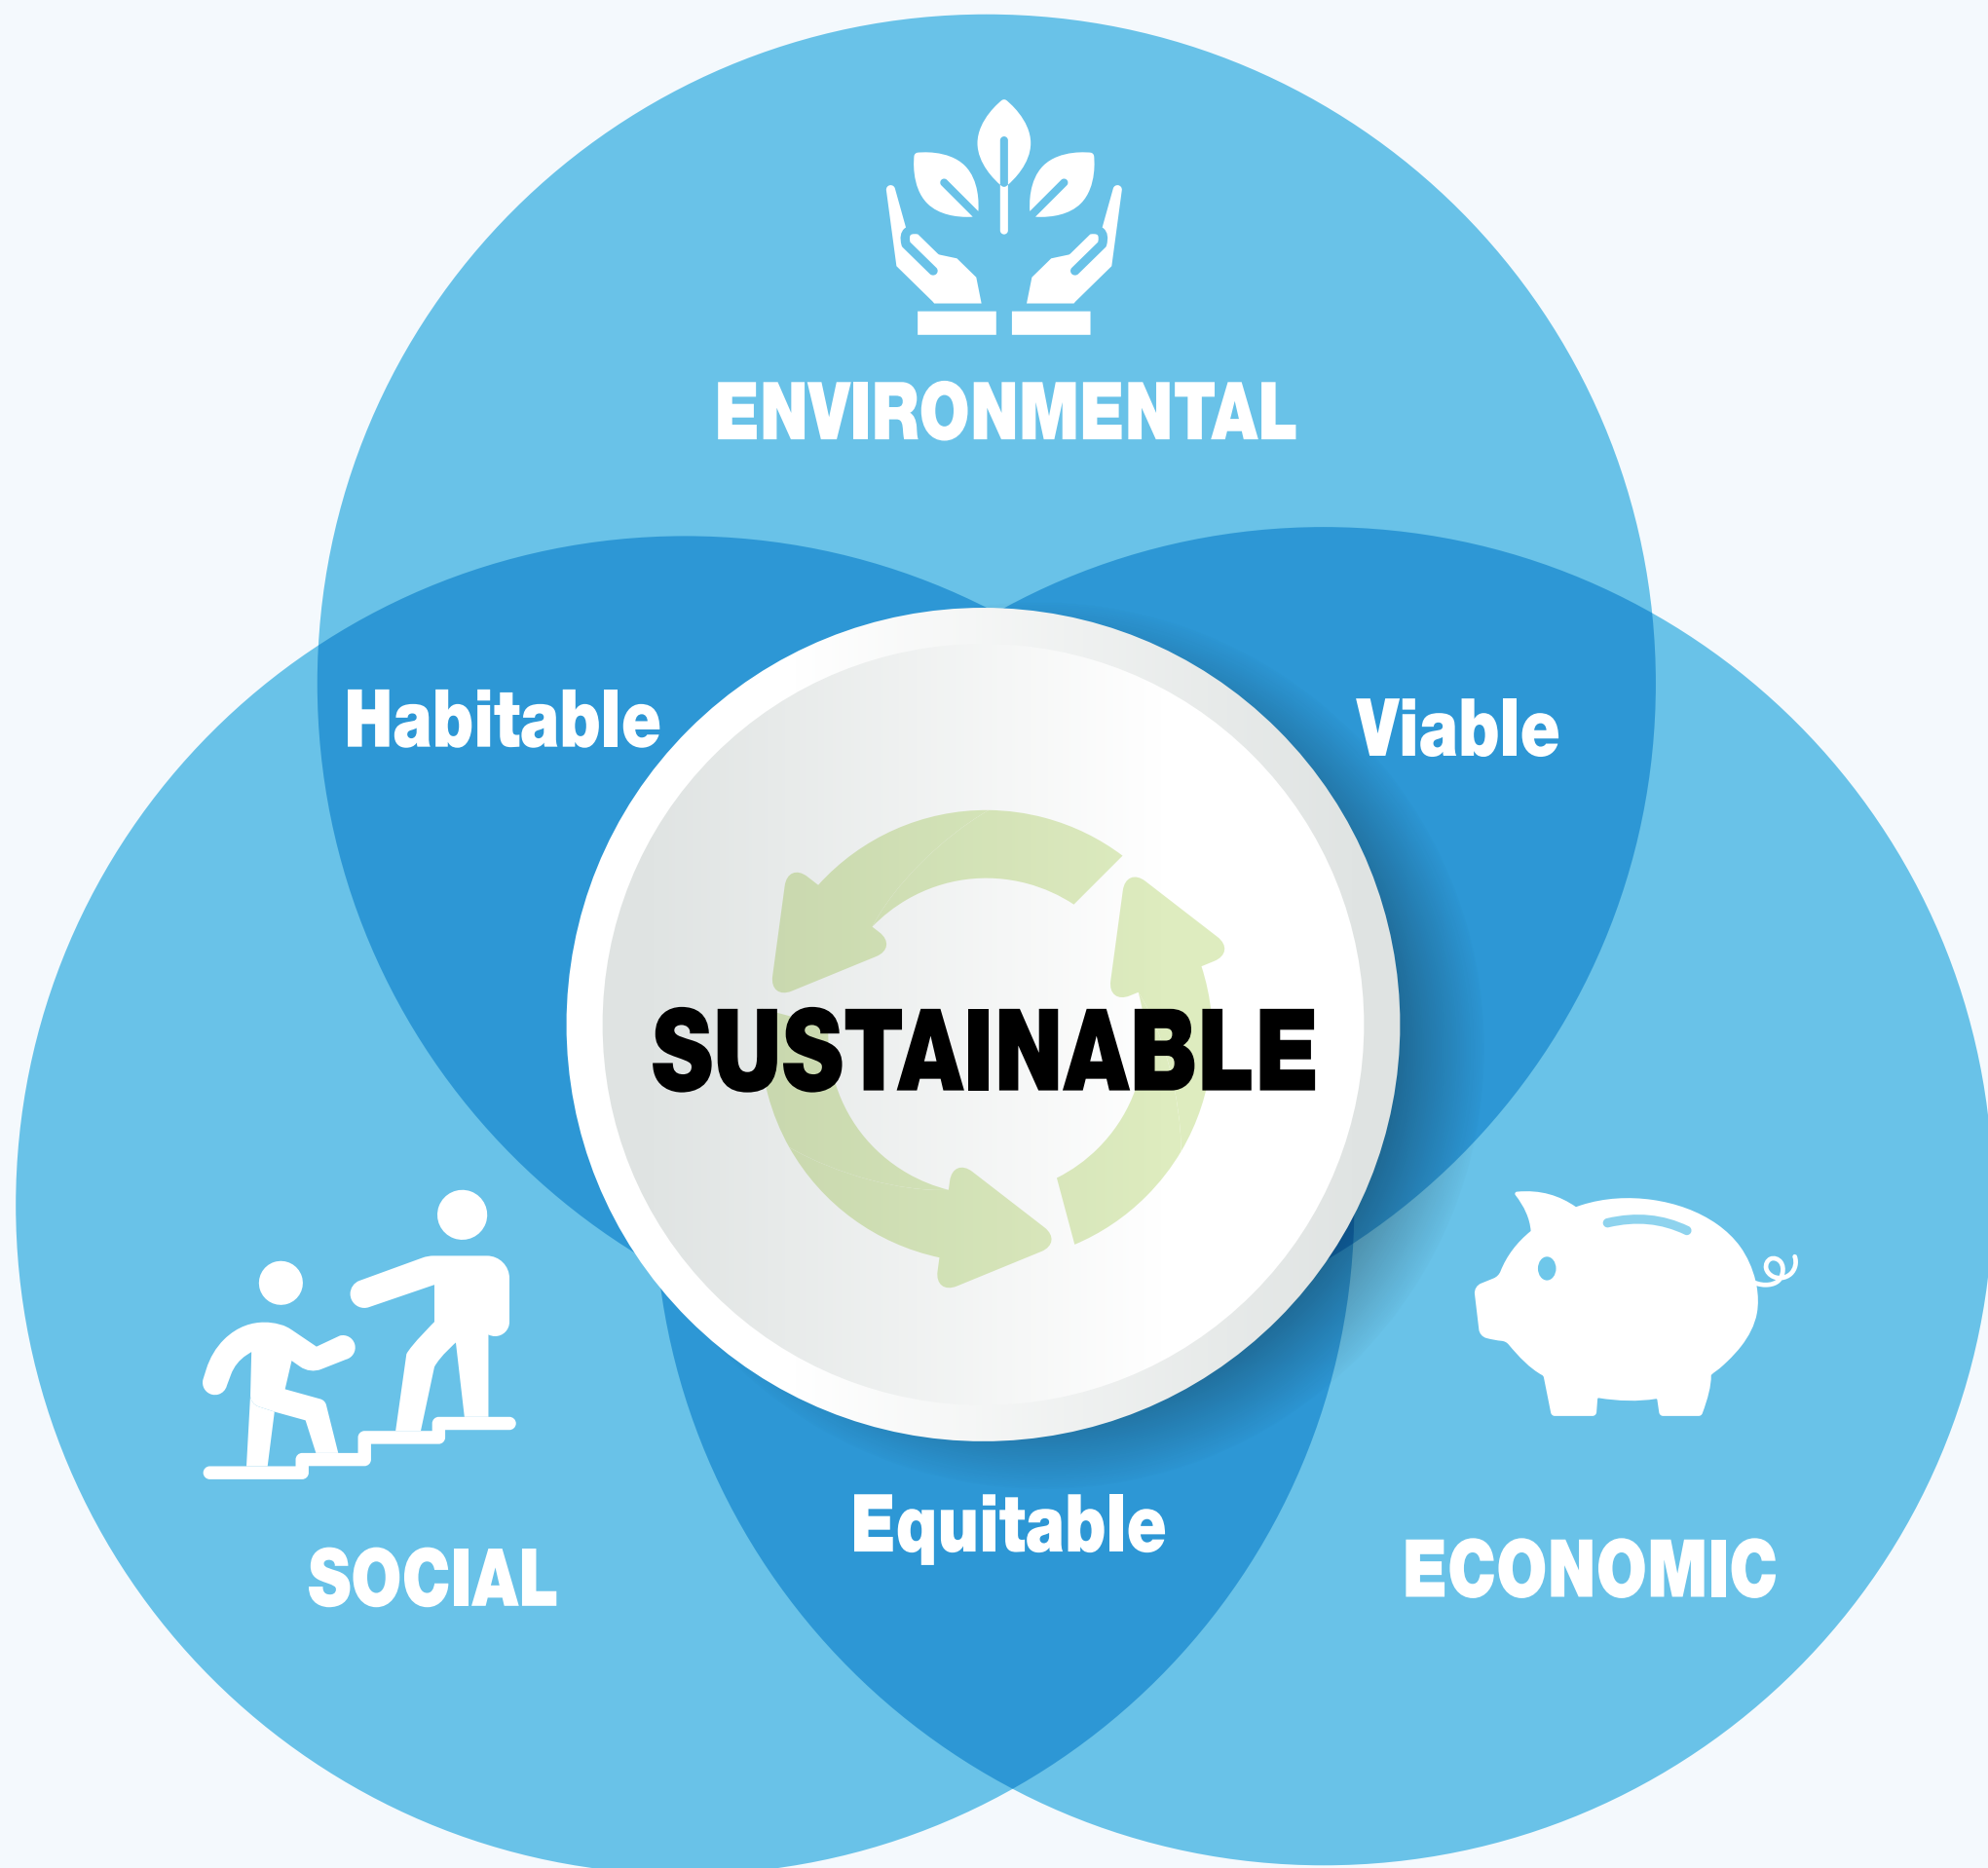 ENVIRONMENTAL
Habitable
Viable
SUSTAINABLE
Equitable
SOCIAL
ECONOMIC